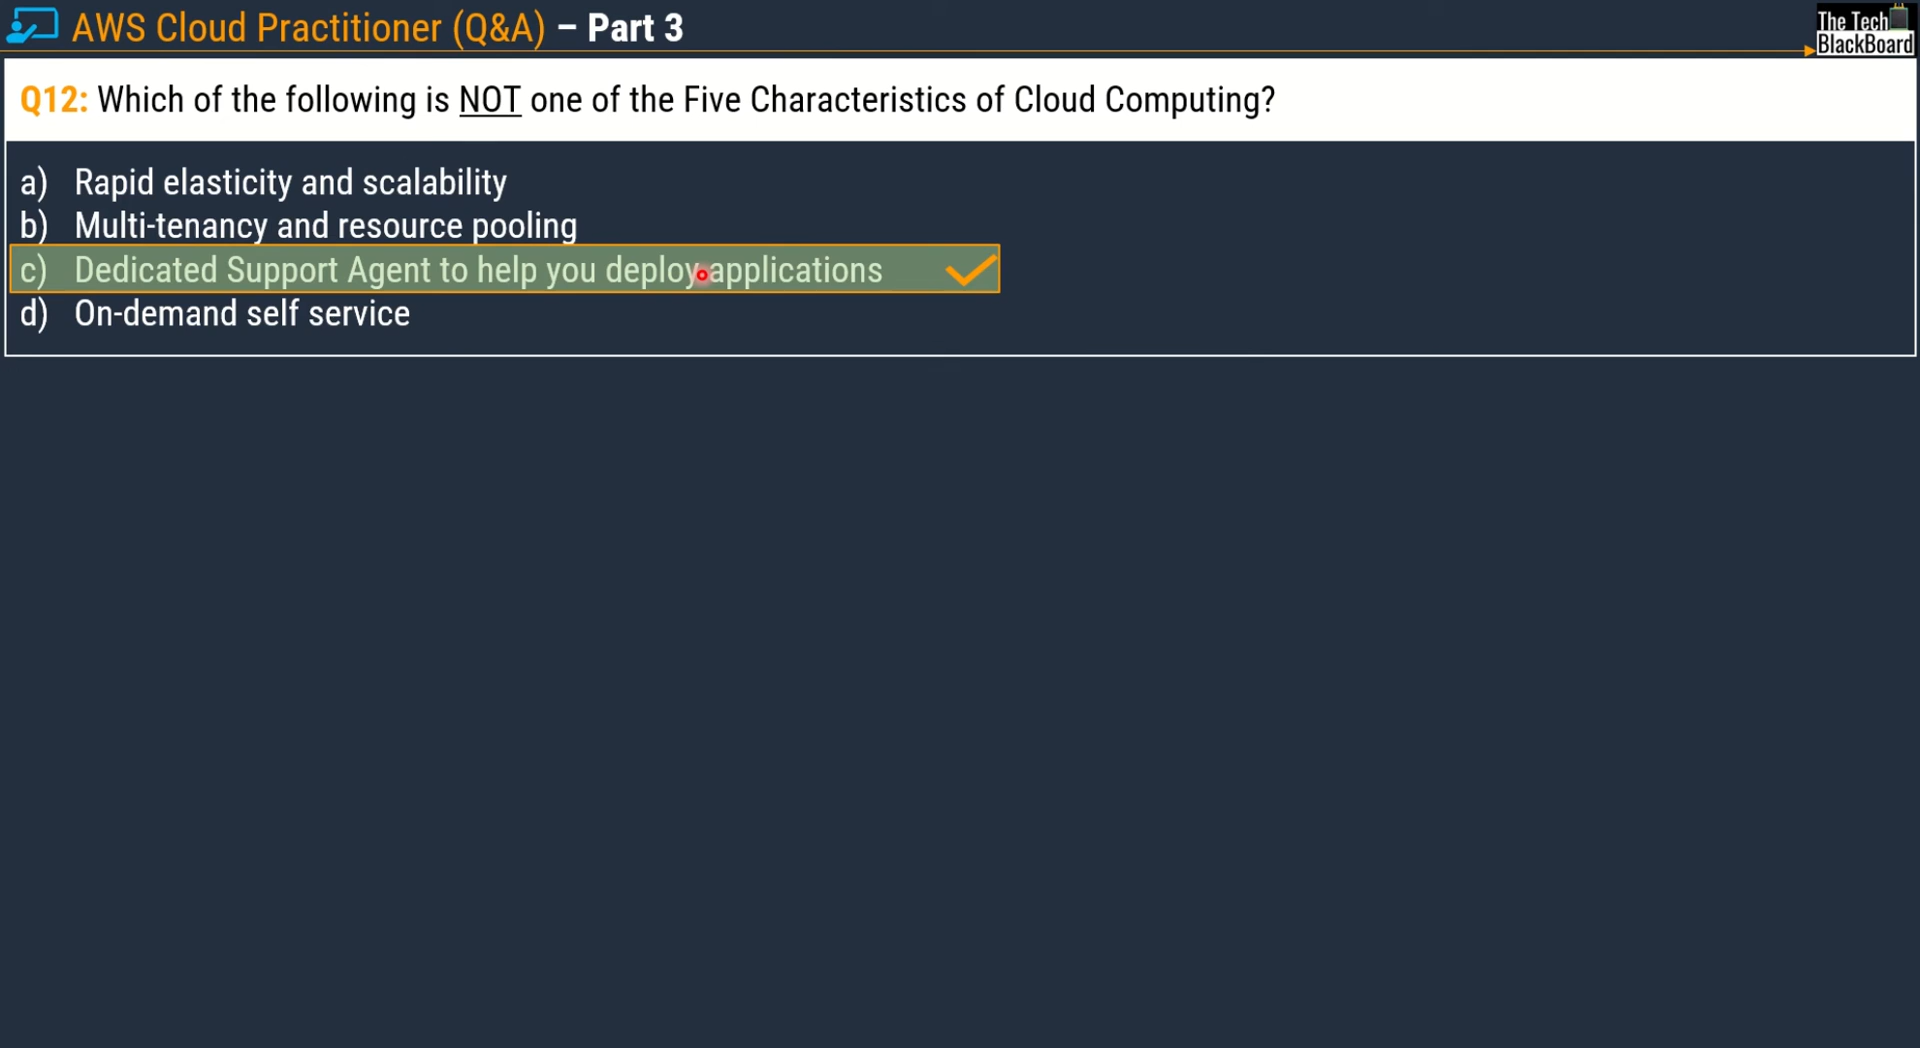 AWS Cloud Practitioner (Q&A) – Part 3
The Tech
BlackBoard
Q12: Which of the following is NOT one of the Five Characteristics of Cloud Computing?
a) Rapid elasticity and scalability
b) Multi-tenancy and resource pooling
c) Dedicated Support Agent to help you deploy applications
d) On-demand self service